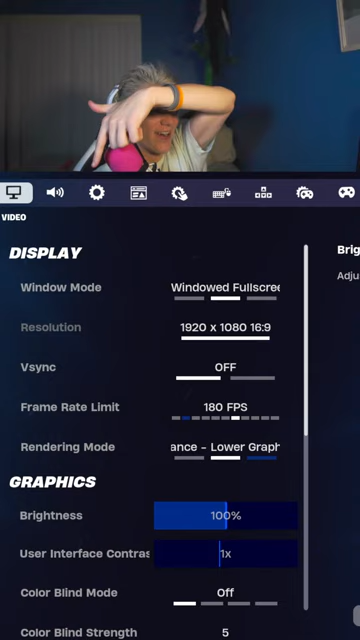 VIDEO
DISPLAY
Brig
Adju
Window Mode Windowed Fullscree
Resolution 1920 x 1080 16:9
Vsync OFF
Frame Rate Limit 180 FPS
Rendering Mode ance - Lower Graph
GRAPHICS
Brightness 100%
User Interface Contras 1x
Color Blind Mode Off
Color Blind Strength 5